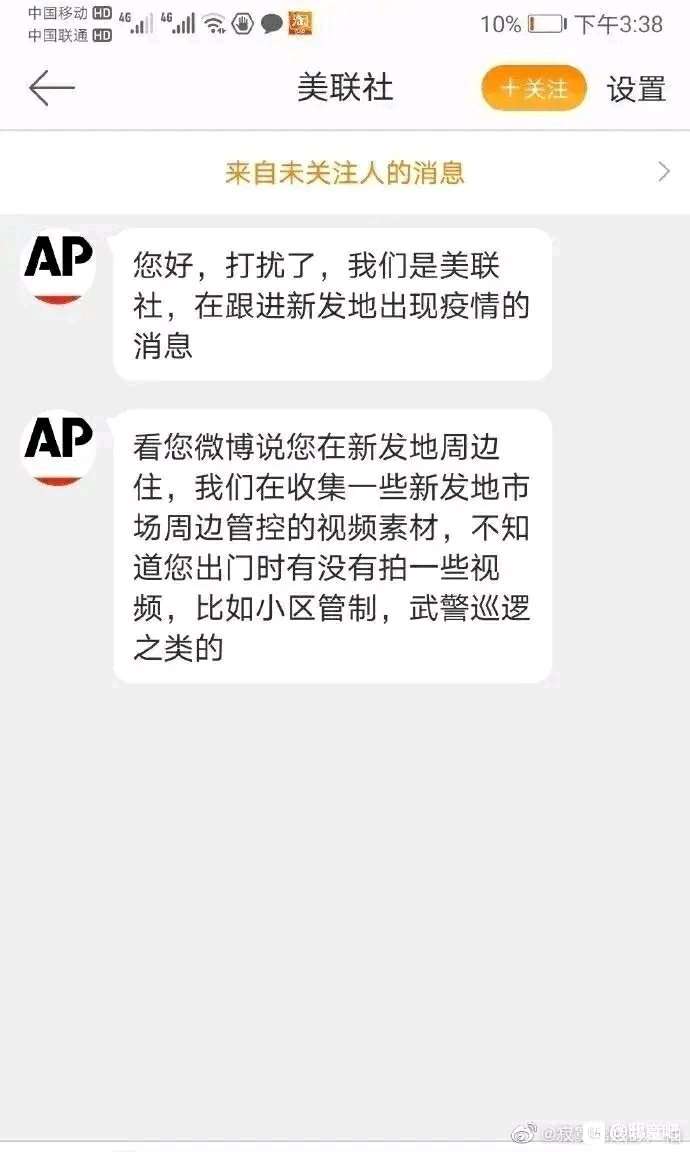 中国移动 HD 4G 4G 10% 下午3:38
中国联通 HD
淘
美联社
+关注
设置
来自未关注人的消息
AP
您好，打扰了，我们是美联
社，在跟进新发地出现疫情的
消息
AP
看您微博说您在新发地周边
住，我们在收集一些新发地市
场周边管控的视频素材，不知
道您出门时有没有拍一些视
频，比如小区管制，武警巡逻
之类的